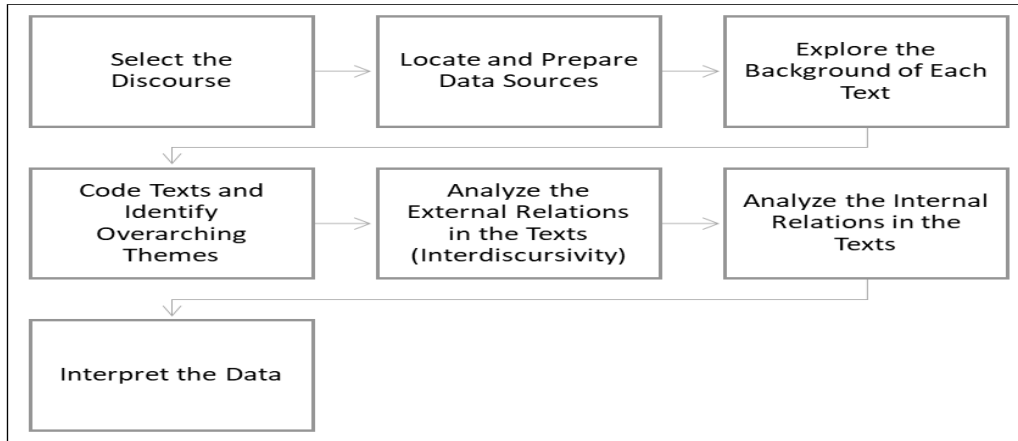 Select the
Discourse
Locate and Prepare
Data Sources
Explore the
Background of Each
Text
Code Texts and
Identify
Overarching
Themes
Analyze the
External Relations
in the Texts
(Interdiscursivity)
Analyze the Internal
Relations in the
Texts
Interpret the Data